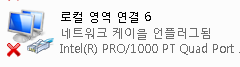 로컬 영역 연결 6
네트워크 케이블 언플러그됨
Intel(R) PRO/1000 PT Quad Port ...